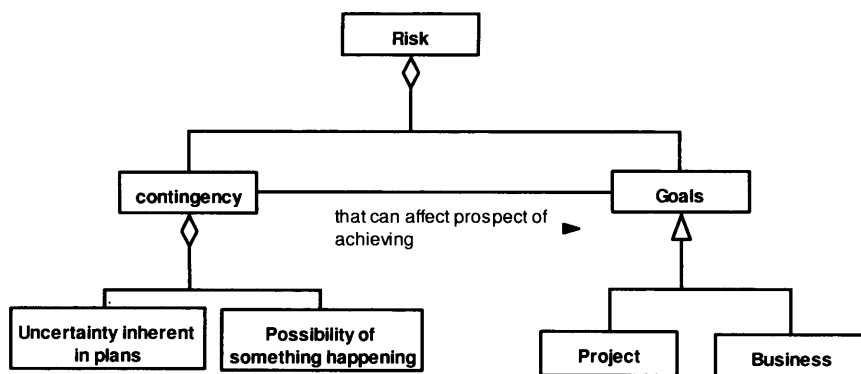 Risk
contingency
Goals
that can affect prospect of
achieving
Uncertainty inherent
in plans
Possibility of
something happening
Project
Business